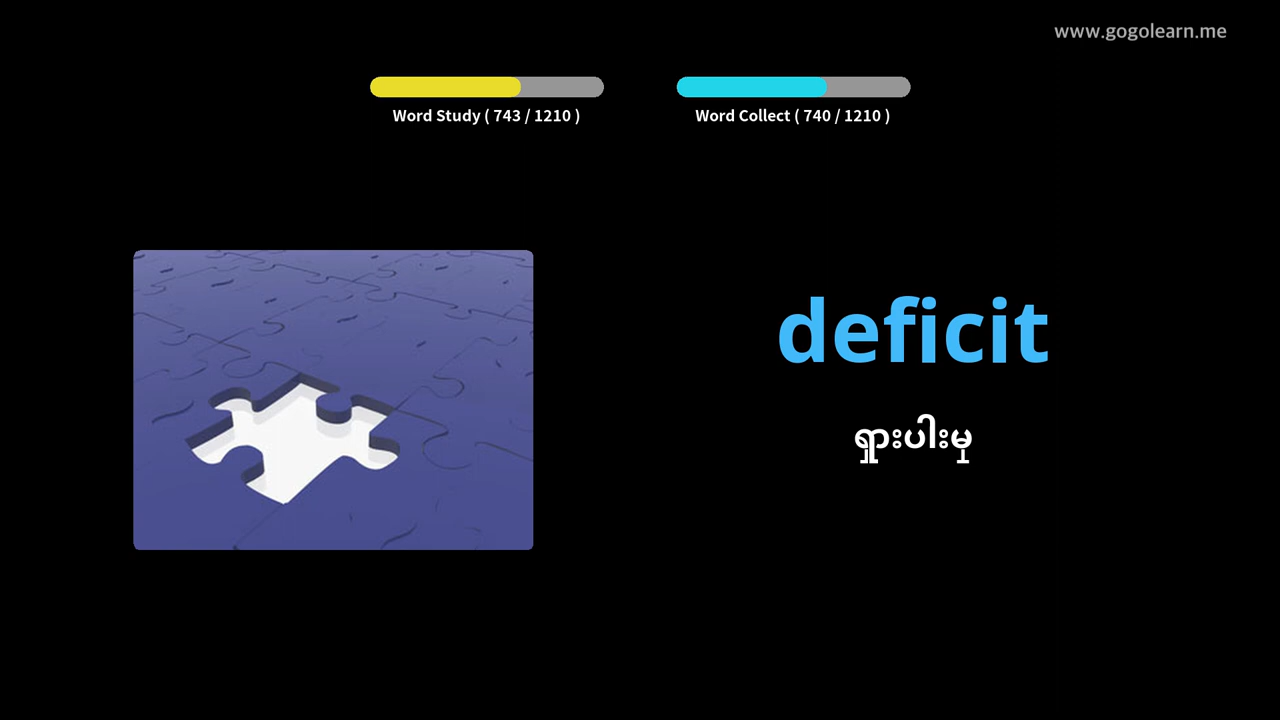 www.gogolearn.me
Word Study ( 743 / 1210 )
Word Collect ( 740 / 1210 )
deficit
ရှားပါးမှု